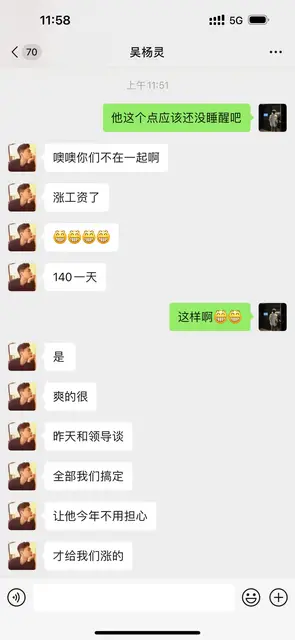 11:58
5G
70
吴杨灵
上午11:51
他这个点应该还没睡醒吧
噢噢你们不在一起啊
涨工资了
140一天
这样啊
是
爽的很
昨天和领导谈
全部我们搞定
让他今年不用担心
才给我们涨的